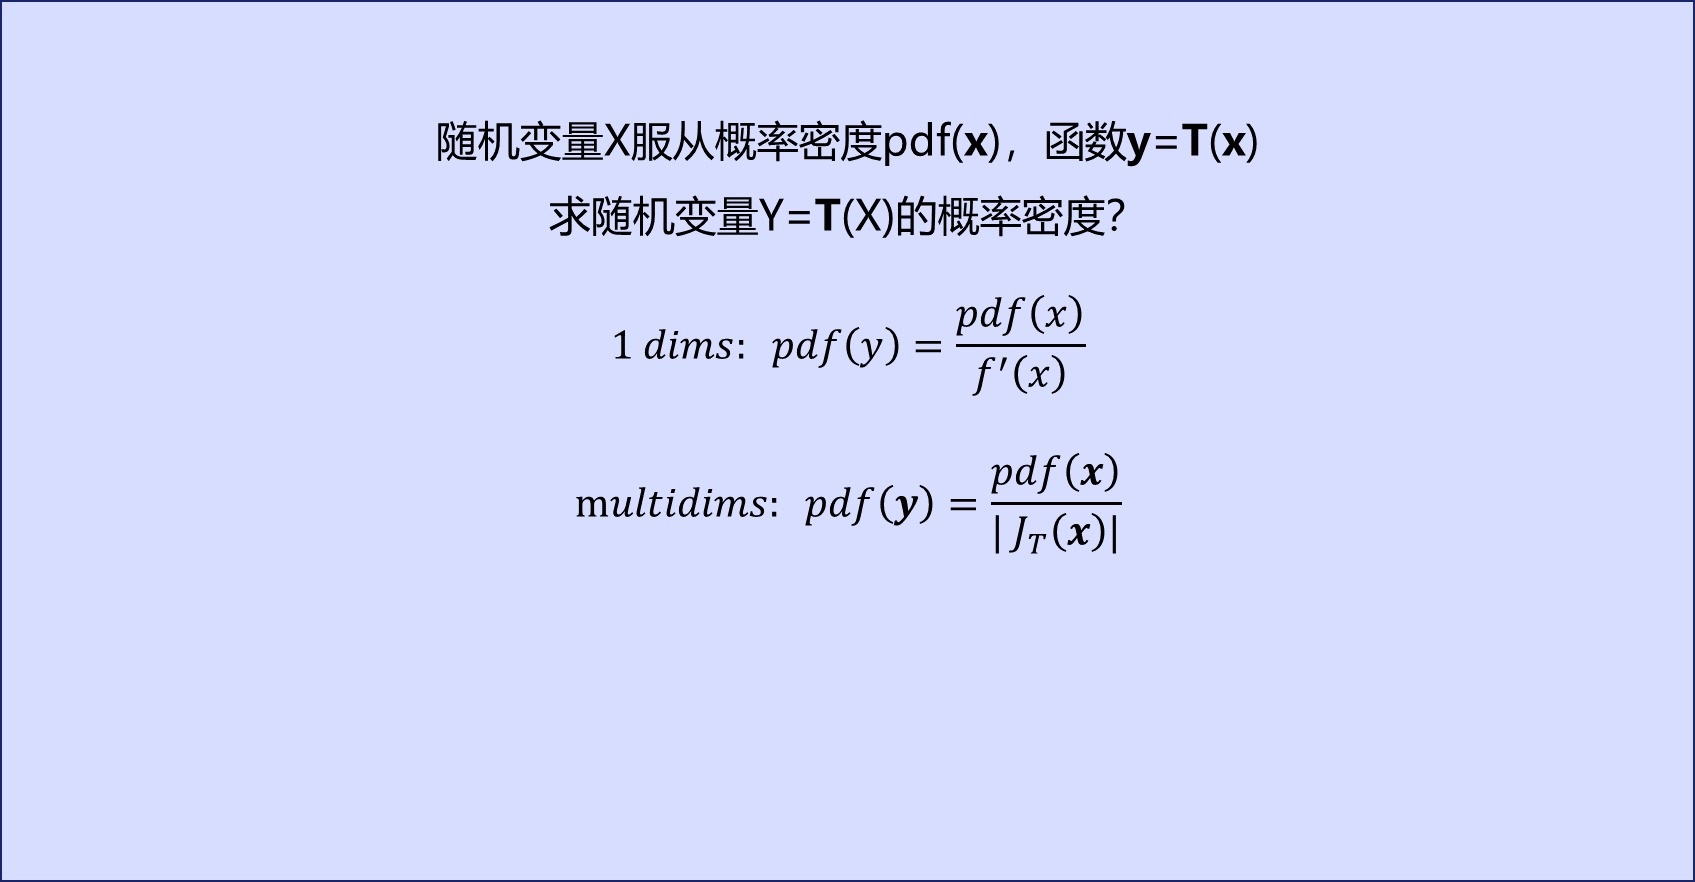 随机变量X服从概率密度pdf(x)，函数y=T(x)
求随机变量Y=T(X)的概率密度？
1 dims: pdf(y) = pdf(x) / f′(x)
multidims: pdf(y) = pdf(x) / |J_T(x)|